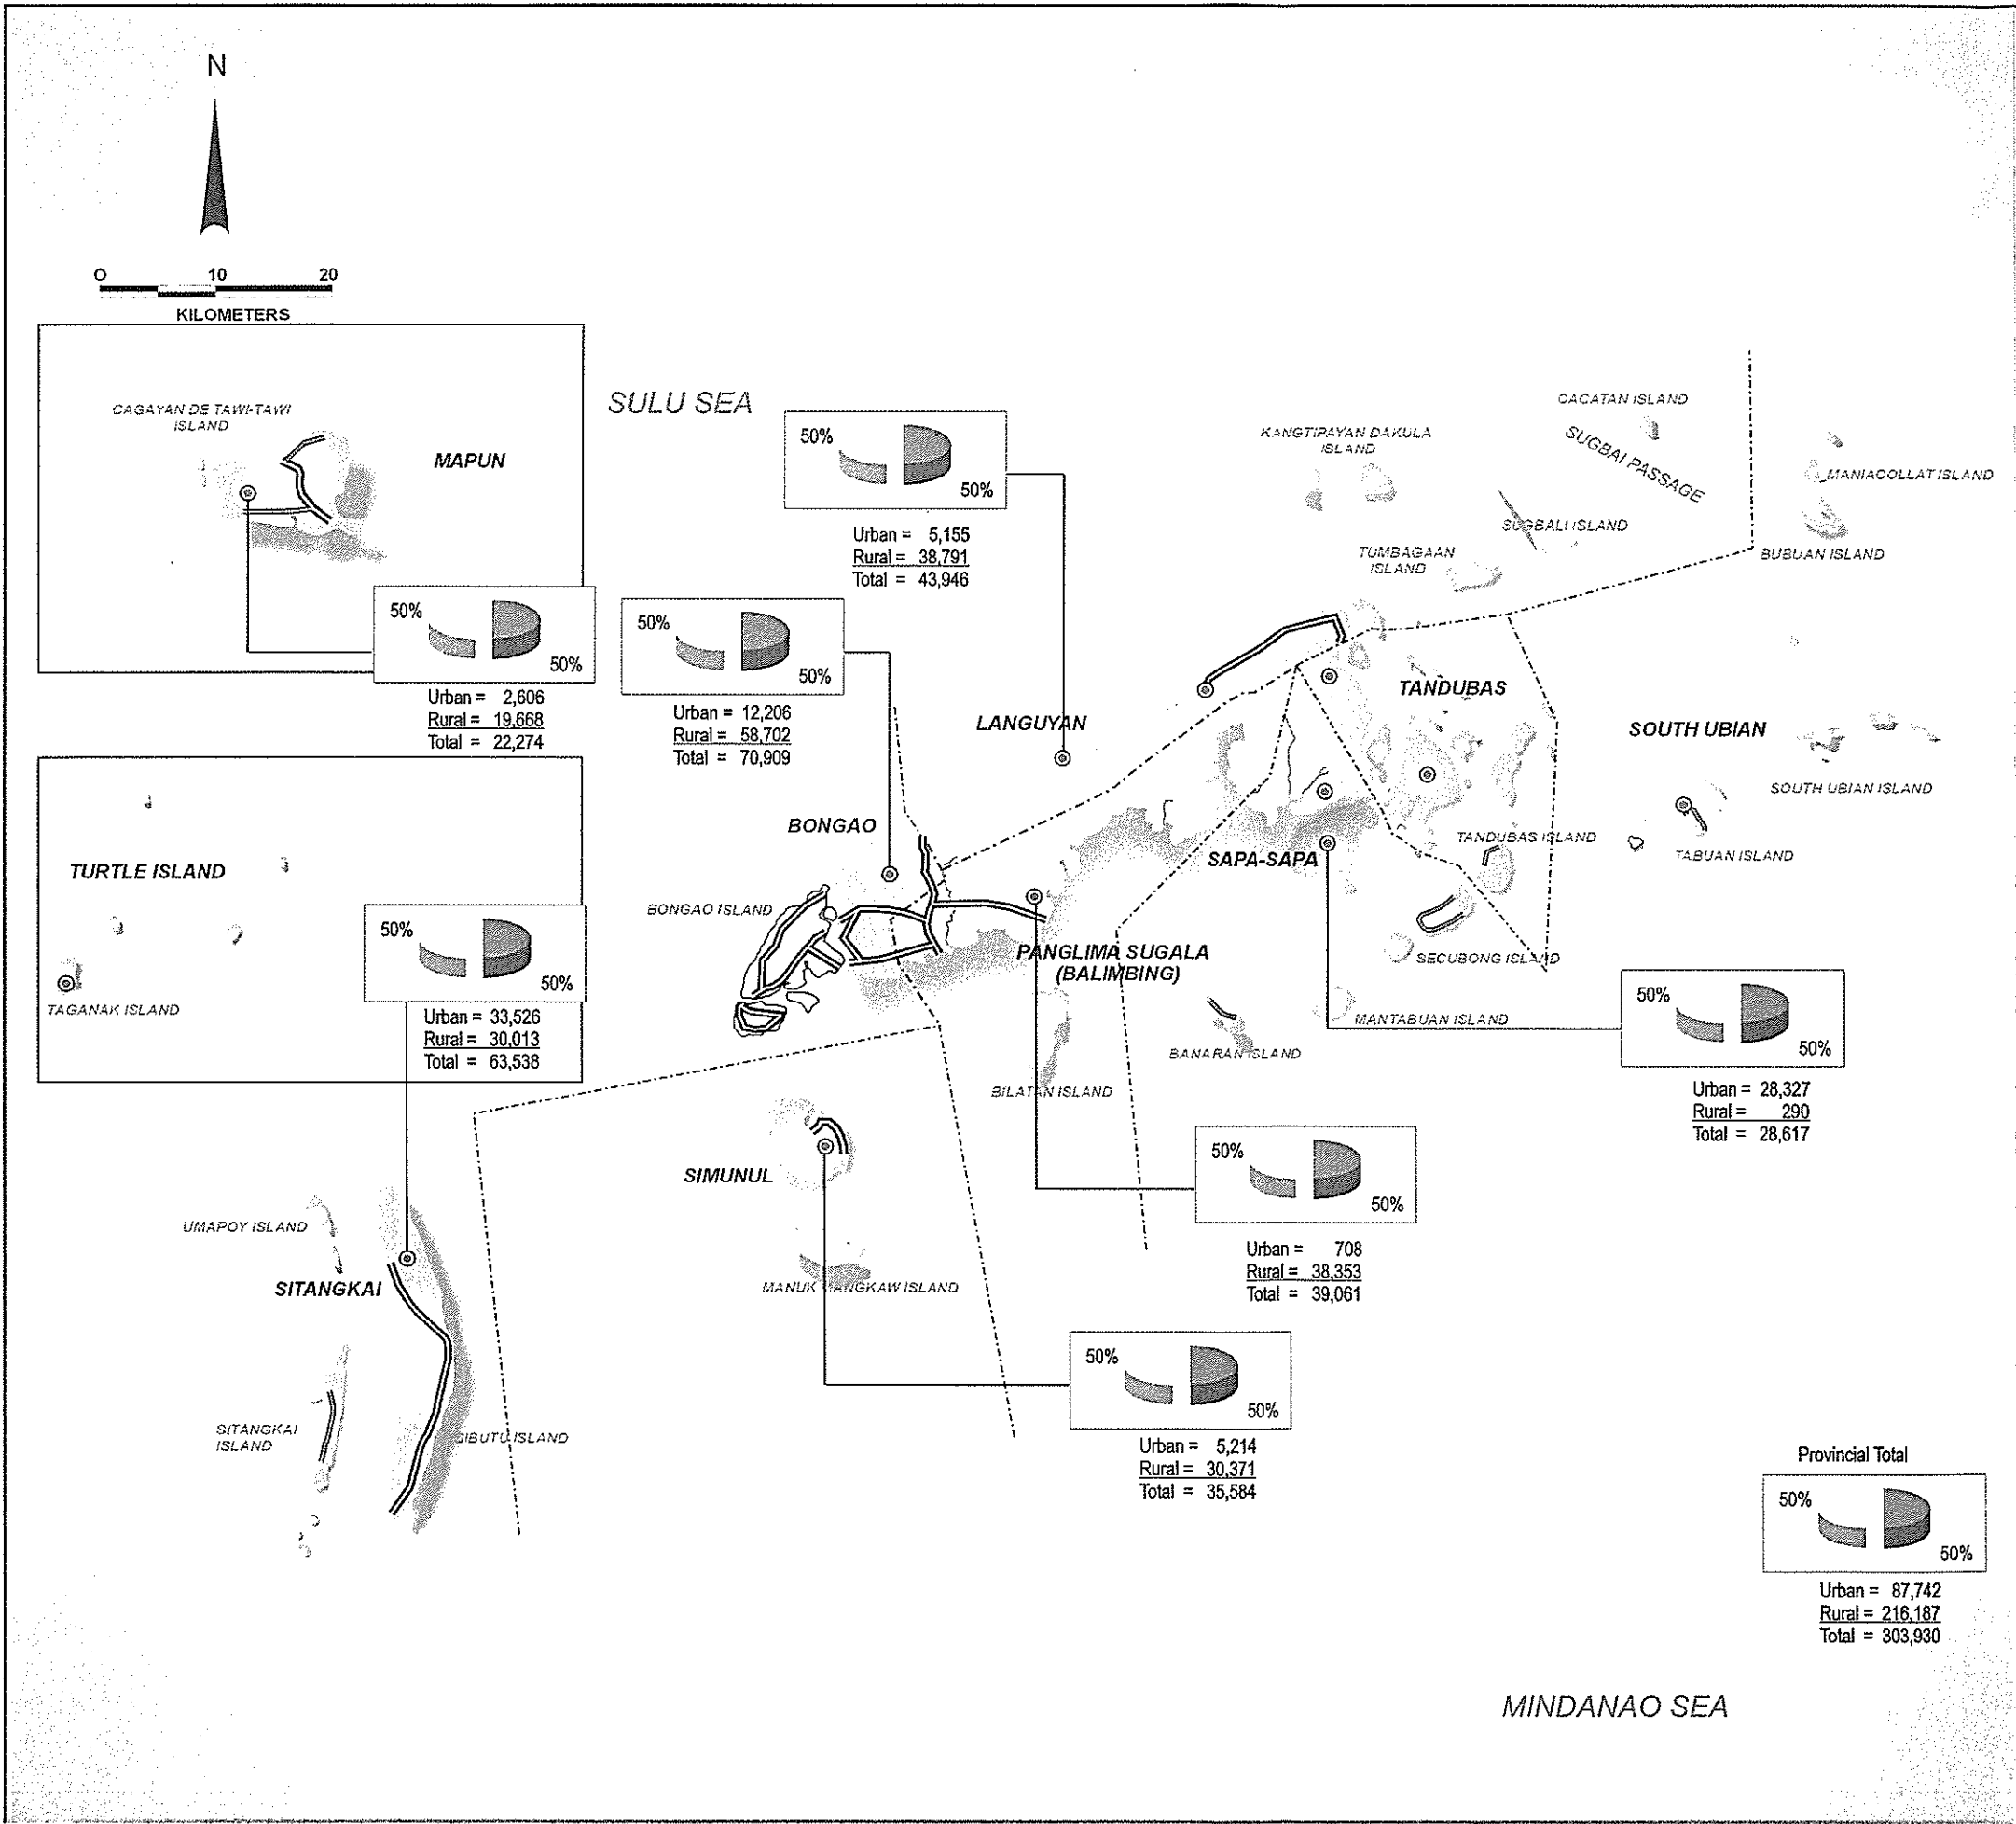 N
0 10 20
KILOMETERS
CAGAYAN DE TAWI-TAWI
ISLAND
MAPUN
SULU SEA
50%
50%
Urban = 5,155
Rural = 38,791
Total = 43,946
KANGTIPAYAN DAKULA
ISLAND
CACATAN ISLAND
SUGBAI PASSAGE
MANIACOLLAT ISLAND
SUGBALI ISLAND
BUBUAN ISLAND
TUMBAGAAN
ISLAND
50%
50%
Urban = 2,606
Rural = 19,668
Total = 22,274
50%
50%
Urban = 12,206
Rural = 58,702
Total = 70,909
LANGUYAN
TANDUBAS
SOUTH UBIAN
SOUTH UBIAN ISLAND
BONGAO
TURTLE ISLAND
TAGANAK ISLAND
SAPA-SAPA
TANDUBAS ISLAND
TABUAN ISLAND
BONGAO ISLAND
50%
50%
Urban = 33,526
Rural = 30,013
Total = 63,538
PANGLIMA SUGALA
(BALIMBING)
SECUBONG ISLAND
MANTABUAN ISLAND
BANARAN ISLAND
BILATAN ISLAND
50%
50%
Urban = 28,327
Rural = 290
Total = 28,617
SIMUNUL
50%
50%
Urban = 708
Rural = 38,353
Total = 39,061
UMAPOY ISLAND
SITANGKAI
MANUK MANGKAW ISLAND
50%
50%
Urban = 5,214
Rural = 30,371
Total = 35,584
SITANGKAI
ISLAND
SIBUTU ISLAND
Provincial Total
50%
50%
Urban = 87,742
Rural = 216,187
Total = 303,930
MINDANAO SEA